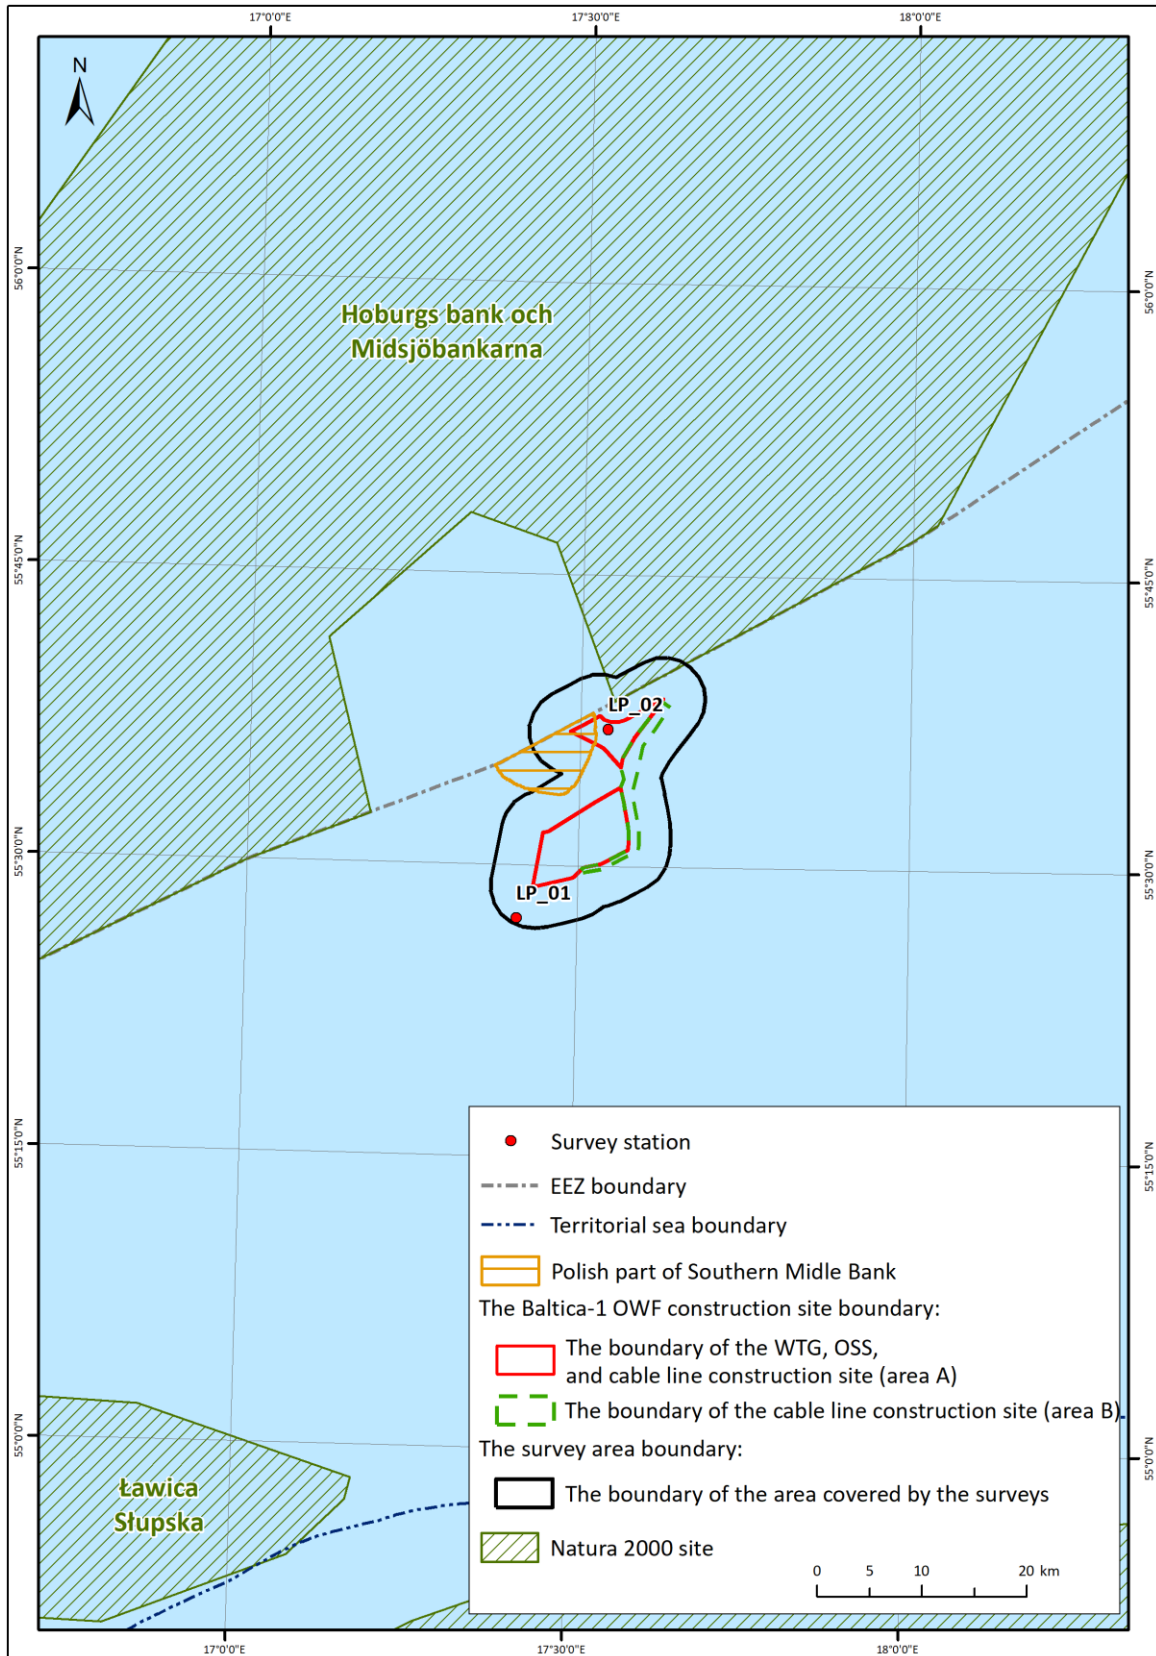 17°0'0"E 17°30'0"E 18°0'0"E
N
56°0'0"N
56°0'0"N
Hoburgs bank och
Midsjöbankarna
55°45'0"N
55°45'0"N
LP_02
55°30'0"N
55°30'0"N
LP_01
55°15'0"N
55°15'0"N
Survey station
EEZ boundary
Territorial sea boundary
Polish part of Southern Midle Bank
The Baltica-1 OWF construction site boundary:
The boundary of the WTG, OSS,
and cable line construction site (area A)
The boundary of the cable line construction site (area B)
The survey area boundary:
The boundary of the area covered by the surveys
Natura 2000 site
0 5 10 20 km
55°0'0"N
55°0'0"N
Ławica
Słupska
17°0'0"E 17°30'0"E 18°0'0"E